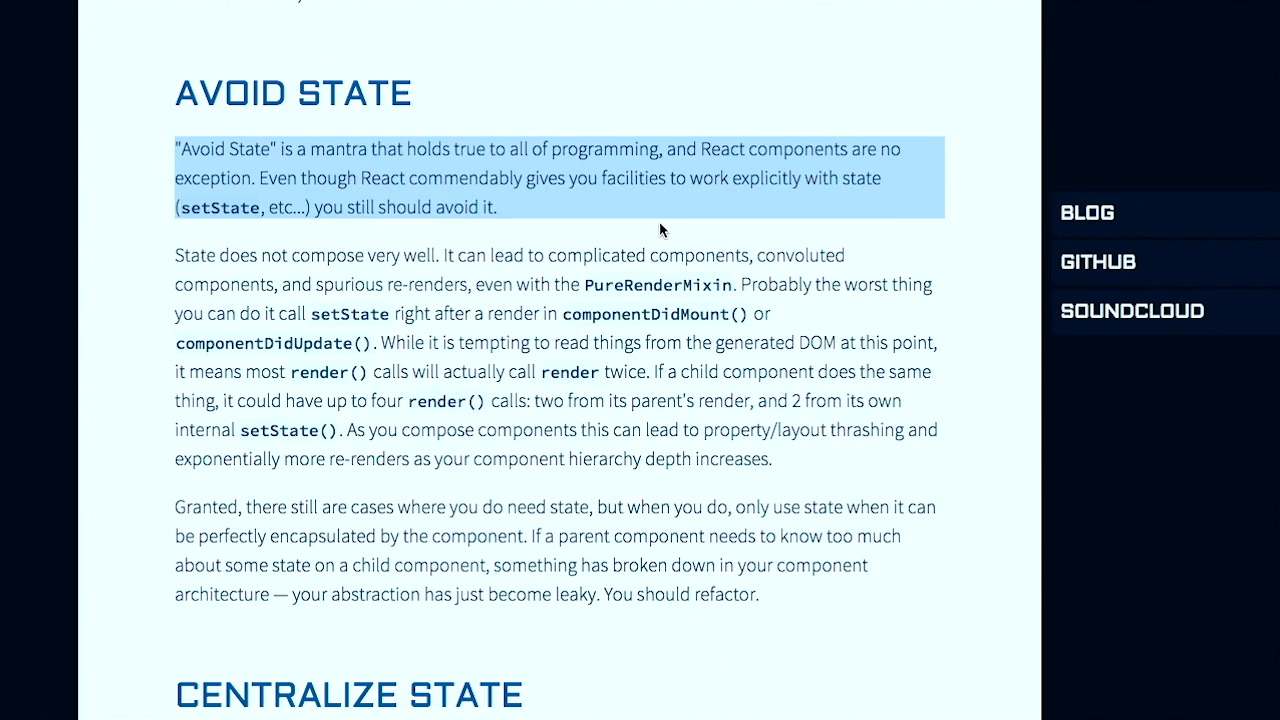 AVOID STATE
"Avoid State" is a mantra that holds true to all of programming, and React components are no
exception. Even though React commendably gives you facilities to work explicitly with state
(setState, etc...) you still should avoid it.
State does not compose very well. It can lead to complicated components, convoluted
components, and spurious re-renders, even with the PureRenderMixin. Probably the worst thing
you can do it call setState right after a render in componentDidMount() or
componentDidUpdate(). While it is tempting to read things from the generated DOM at this point,
it means most render() calls will actually call render twice. If a child component does the same
thing, it could have up to four render() calls: two from its parent's render, and 2 from its own
internal setState(). As you compose components this can lead to property/layout thrashing and
exponentially more re-renders as your component hierarchy depth increases.
Granted, there still are cases where you do need state, but when you do, only use state when it can
be perfectly encapsulated by the component. If a parent component needs to know too much
about some state on a child component, something has broken down in your component
architecture — your abstraction has just become leaky. You should refactor.
CENTRALIZE STATE
BLOG
GITHUB
SOUNDCLOUD